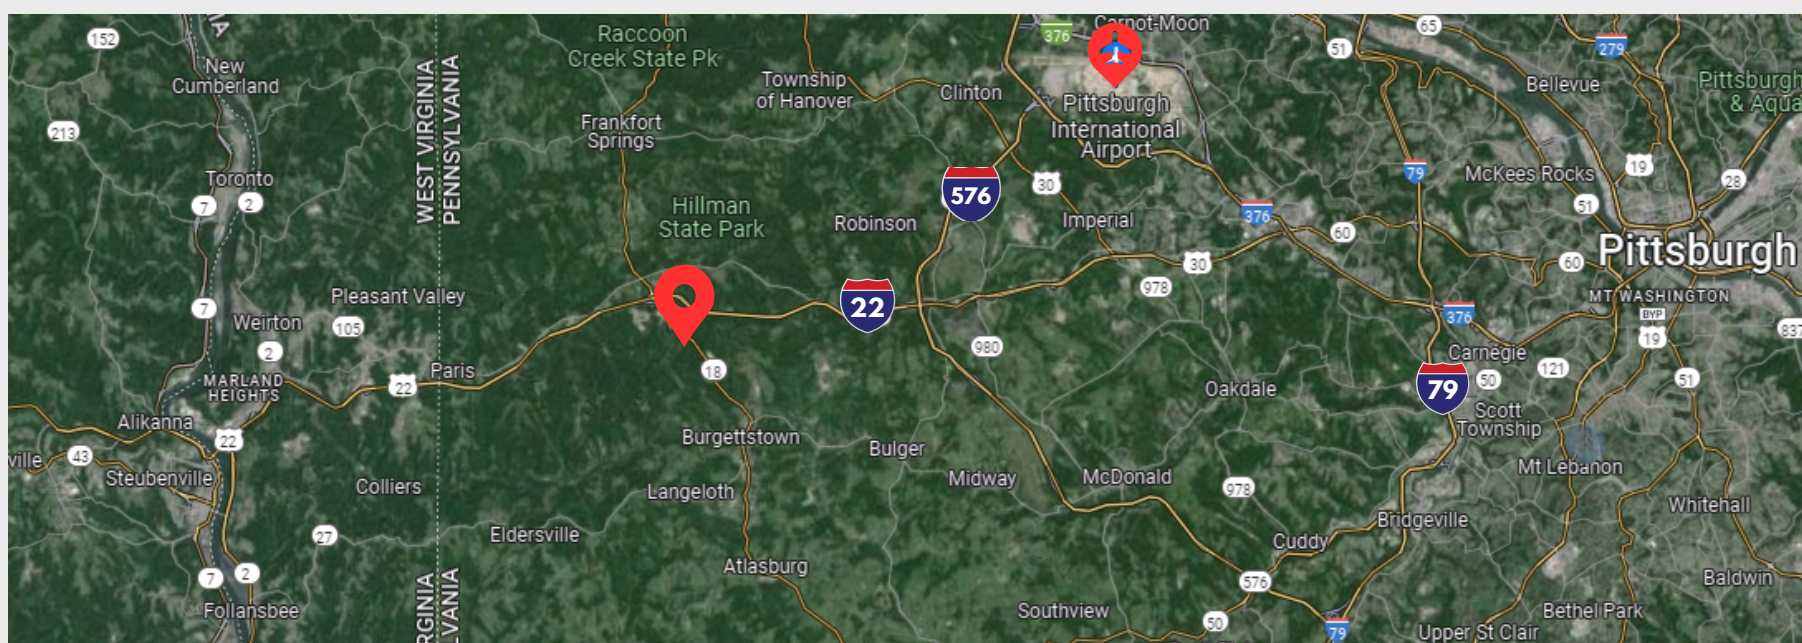 IA
65
376
Carnot-Moon
Raccoon
Creek State Pk
152
51
279
New
Cumberland
WEST VIRGINIA
PENNSYLVANIA
Township
of Hanover
Clinton
Bellevue
Pittsburgh
& Aqua
Pittsburgh
International
Airport
213
Frankfort
Springs
79
19
McKees Rocks
28
Toronto
30
576
7
2
51
Hillman
State Park
Robinson
Imperial
376
60
Pittsburgh
30
60
978
7
Pleasant Valley
22
MT WASHINGTON
376
BYP
19
837
Weirton
105
2
980
Carnegie
Paris
18
121
50
51
MARLAND
HEIGHTS
22
Oakdale
79
Scott
Township
Alikanna
22
Burgettstown
Bulger
ville
43
Mt Lebanon
Steubenville
Colliers
Langeloth
Midway
McDonald
978
Whitehall
27
Eldersville
Bridgeville
Cuddy
Atlasburg
7
2
576
Baldwin
Follansbee
RGINIA
LVANIA
Southview
50
79
Bethel Park
Upper St Clair